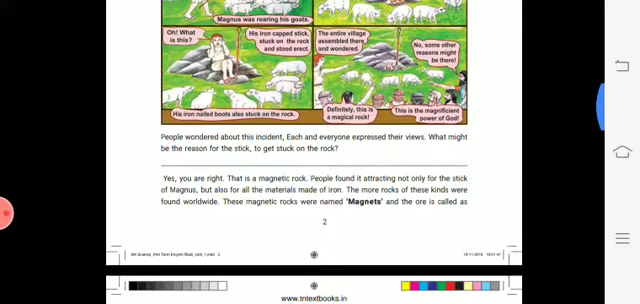 Magnus was rearing his goats.
Oh! What
is this?
His iron capped stick,
stuck on the rock
and stood erect.
The entire village
assembled there
and wondered.
No, some other
reasons might
be there!
His iron nailed boots also stuck on the rock.
Definitely, this is
a magical rock!
This is the magnificient
power of God!
People wondered about this incident, Each and everyone expressed their views. What might
be the reason for the stick, to get stuck on the rock?
Yes, you are right. That is a magnetic rock. People found it attracting not only for the stick
of Magnus, but also for all the materials made of iron. The more rocks of these kinds were
found worldwide. These magnetic rocks were named 'Magnets' and the ore is called as
2
www.tntextbooks.in